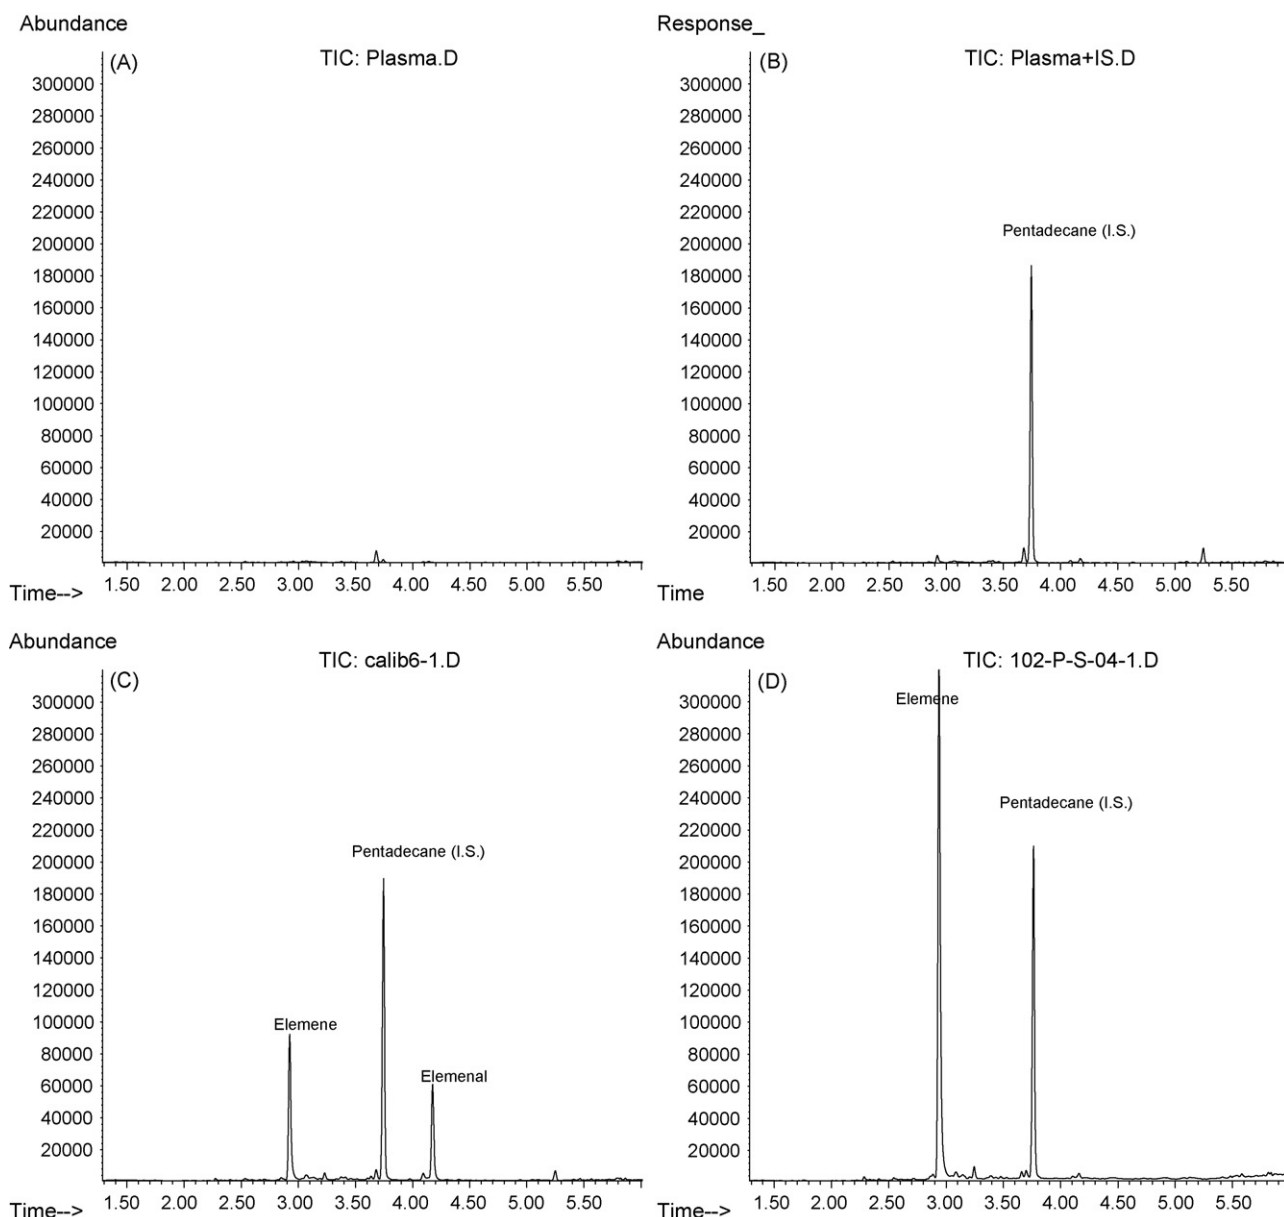 Abundance
(A)
TIC: Plasma.D
300000
280000
260000
240000
220000
200000
180000
160000
140000
120000
100000
80000
60000
40000
20000
1.50 2.00 2.50 3.00 3.50 4.00 4.50 5.00 5.50
Time-->
Response_
(B)
TIC: Plasma+IS.D
300000
280000
260000
240000
220000
200000
180000
160000
140000
120000
100000
80000
60000
40000
20000
Pentadecane (I.S.)
1.50 2.00 2.50 3.00 3.50 4.00 4.50 5.00 5.50
Time
Abundance
TIC: calib6-1.D
(C)
300000
280000
260000
240000
220000
200000
180000
160000
140000
120000
100000
80000
60000
40000
20000
Pentadecane (I.S.)
Elemene
Elemenal
1.50 2.00 2.50 3.00 3.50 4.00 4.50 5.00 5.50
Time-->
Abundance
TIC: 102-P-S-04-1.D
(D)
300000
280000
260000
240000
220000
200000
180000
160000
140000
120000
100000
80000
60000
40000
20000
Elemene
Pentadecane (I.S.)
1.50 2.00 2.50 3.00 3.50 4.00 4.50 5.00 5.50
Time-->